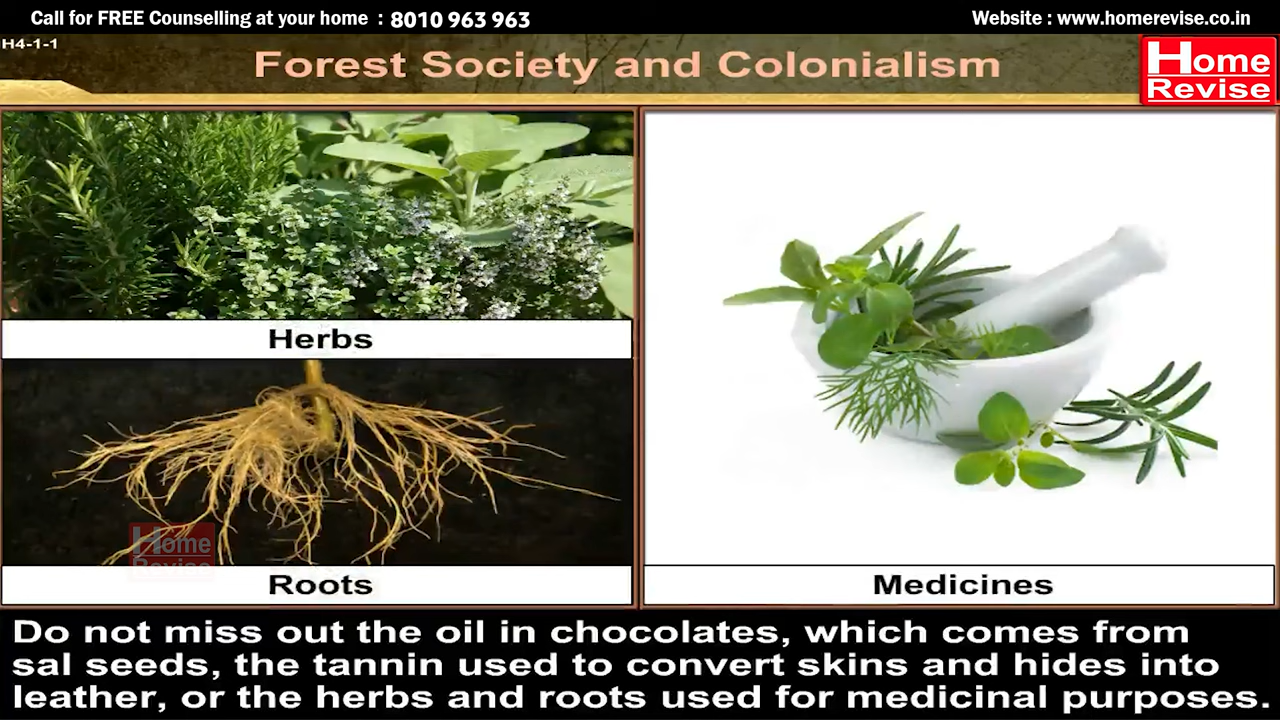 Call for FREE Counselling at your home : 8010 963 963
Website : www.homerevise.co.in
H4-1-1
Forest Society and Colonialism
Home
Revise
Herbs
Home
Revise
Roots
Medicines
Do not miss out the oil in chocolates, which comes from
sal seeds, the tannin used to convert skins and hides into
leather, or the herbs and roots used for medicinal purposes.